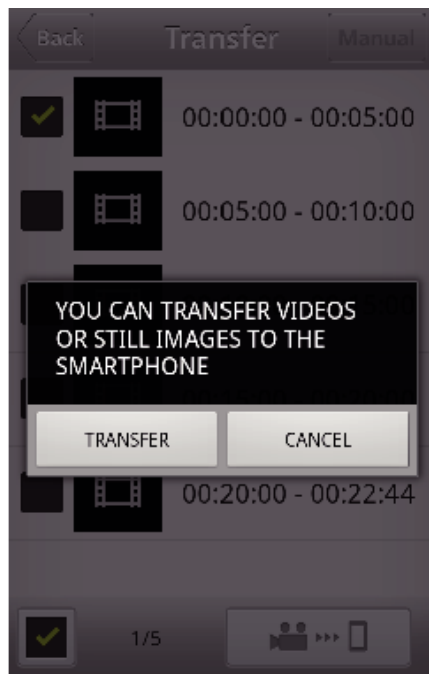 Back
Transfer
Manual
00:00:00 - 00:05:00
00:05:00 - 00:10:00
YOU CAN TRANSFER VIDEOS
OR STILL IMAGES TO THE
SMARTPHONE
TRANSFER
CANCEL
00:20:00 - 00:22:44
1/5